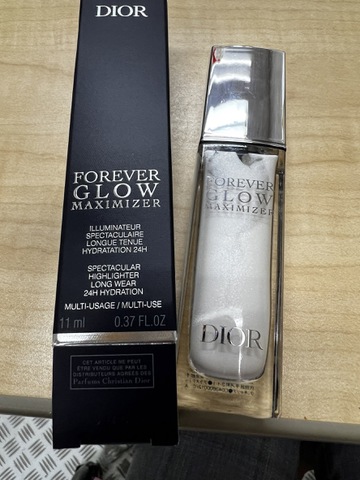 DIOR
FOREVER
GLOW
MAXIMIZER
ILLUMINATEUR
SPECTACULAIRE
LONGUE TENUE
HYDRATATION 24H
SPECTACULAR
HIGHLIGHTER
LONG WEAR
24H HYDRATION
MULTI-USAGE / MULTI-USE
11 ml 0.37 FL.OZ
CET ARTICLE NE PEUT
ÊTRE VENDU QUE PAR LES
DISTRIBUTEURS AGRÉÉS DES
Parfums Christian Dior
FOREVER
GLOW
MAXIMIZER
DIOR